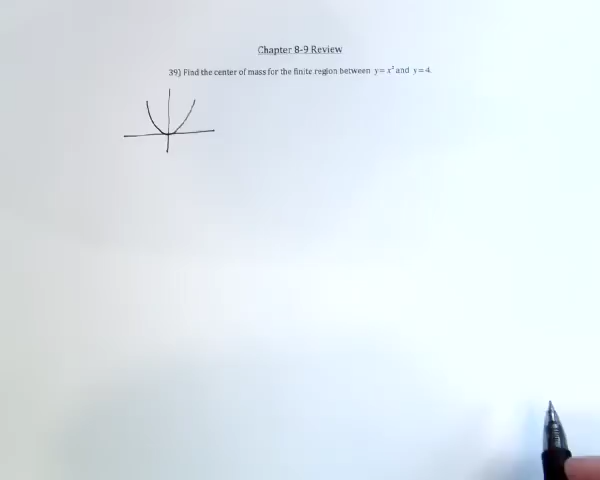 Chapter 8-9 Review
39) Find the center of mass for the finite region between y = x² and y = 4.